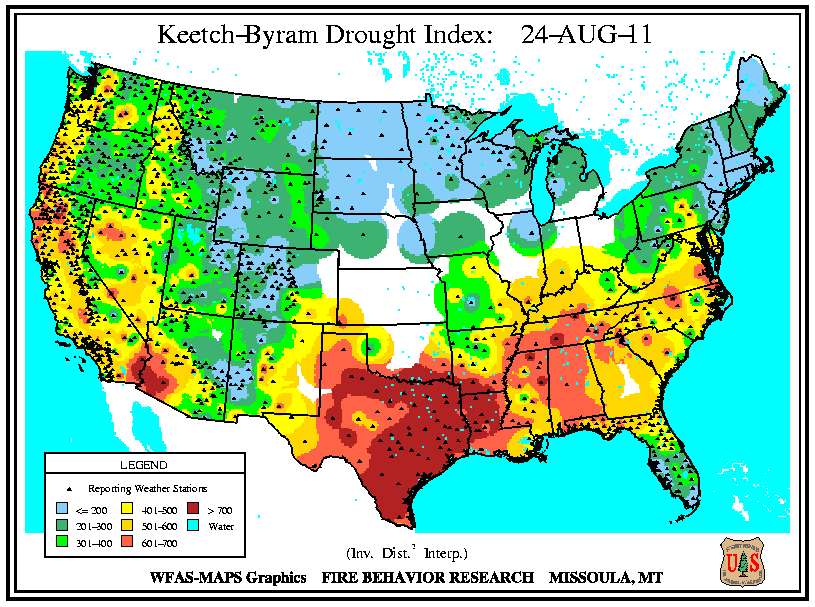 Keetch-Byram Drought Index: 24-AUG-11
LEGEND
Reporting Weather Stations
<= 200
401-500
> 700
201-300
501-600
Water
301-400
601-700
(Inv. Dist.² Interp.)
WFAS-MAPS Graphics FIRE BEHAVIOR RESEARCH MISSOULA, MT
U S